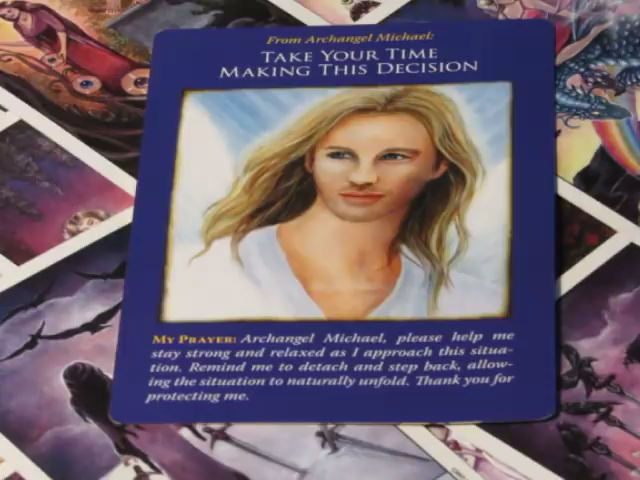 From Archangel Michael:
TAKE YOUR TIME
MAKING THIS DECISION
MY PRAYER: Archangel Michael, please help me
stay strong and relaxed as I approach this situa-
tion. Remind me to detach and step back, allow-
ing the situation to naturally unfold. Thank you for
protecting me.